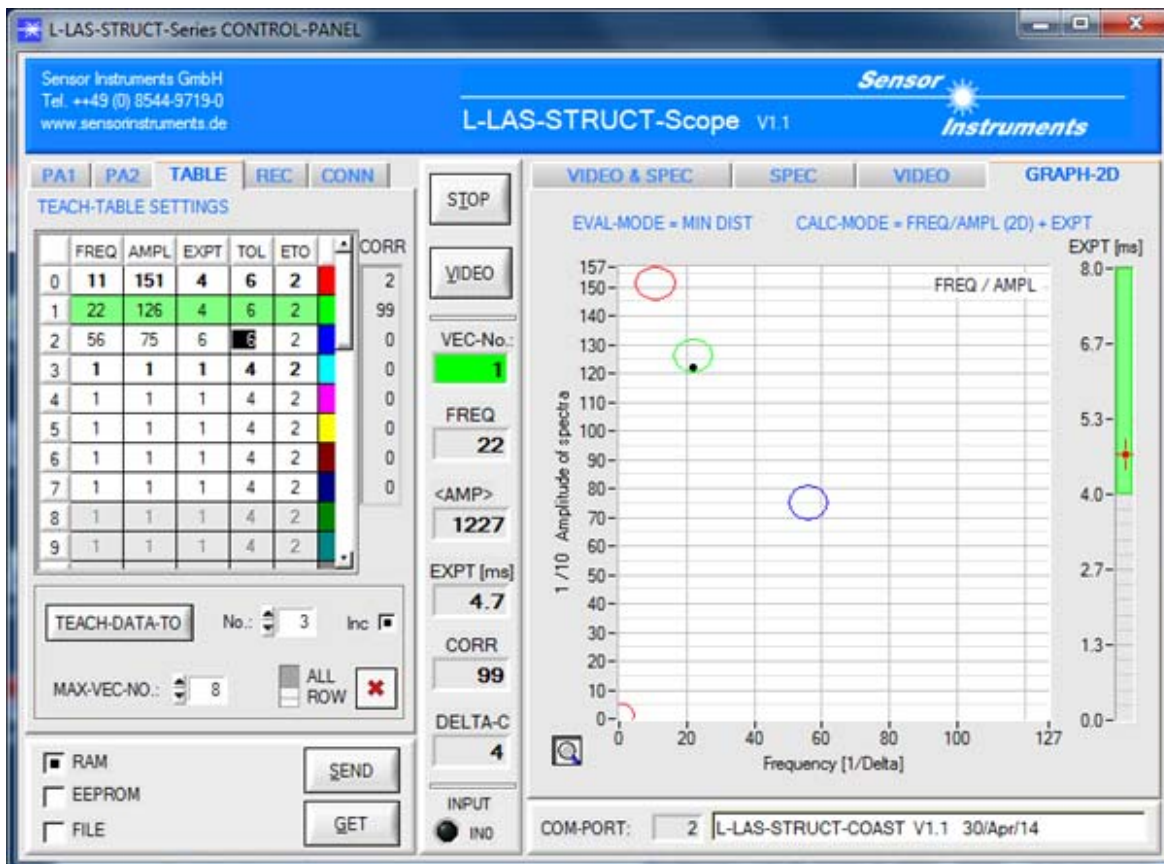 L-LAS-STRUCT-Series CONTROL-PANEL
Sensor Instruments GmbH
Tel. ++49 (0) 8544-9719-0
www.sensorinstruments.de
L-LAS-STRUCT-Scope V1.1
Sensor
Instruments
PA1 PA2 TABLE REC CONN
TEACH-TABLE SETTINGS
FREQ AMPL EXPT TOL ETO CORR
0 11 151 4 6 2 2
1 22 126 4 6 2 99
2 56 75 6 6 2 0
3 1 1 1 4 2 0
4 1 1 1 4 2 0
5 1 1 1 4 2 0
6 1 1 1 4 2 0
7 1 1 1 4 2 0
8 1 1 1 4 2
9 1 1 1 4 2
TEACH-DATA-TO No.: 3 Inc
MAX-VEC-NO.: 8 ALL
ROW
RAM
EEPROM
FILE
SEND
GET
STOP
VIDEO
VEC-No.:
1
FREQ
22
<AMP>
1227
EXPT [ms]
4.7
CORR
99
DELTA-C
4
INPUT
IN0
VIDEO & SPEC SPEC VIDEO GRAPH-2D
EVAL-MODE = MIN DIST CALC-MODE = FREQ/AMPL (2D) + EXPT
EXPT [ms]
FREQ / AMPL
1 /10 Amplitude of spectra
157
150
140
130
120
110
100
90
80
70
60
50
40
30
20
10
0
0 20 40 60 80 100 127
Frequency [1/Delta]
8.0
6.7
5.3
4.0
2.7
1.3
0.0
COM-PORT: 2 L-LAS-STRUCT-COAST V1.1 30/Apr/14